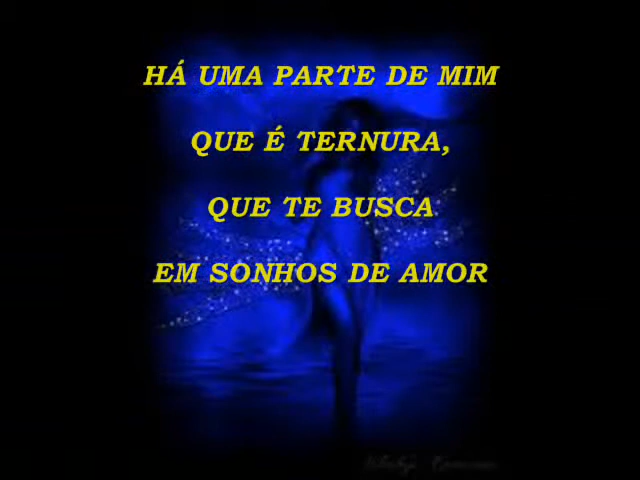 HÁ UMA PARTE DE MIM
QUE É TERNURA,
QUE TE BUSCA
EM SONHOS DE AMOR